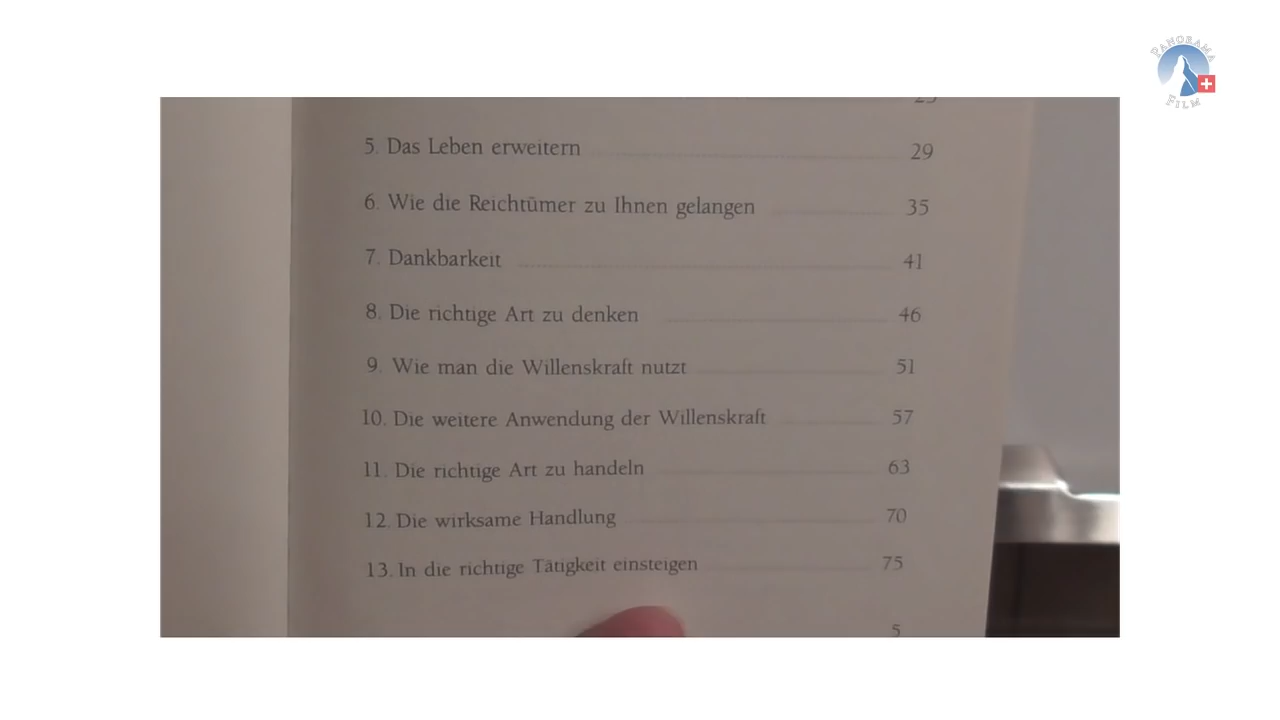 PANORAMA
FILM
5. Das Leben erweitern 29
6. Wie die Reichtümer zu Ihnen gelangen 35
7. Dankbarkeit 41
8. Die richtige Art zu denken 46
9. Wie man die Willenskraft nutzt 51
10. Die weitere Anwendung der Willenskraft 57
11. Die richtige Art zu handeln 63
12. Die wirksame Handlung 70
13. In die richtige Tätigkeit einsteigen 75
5